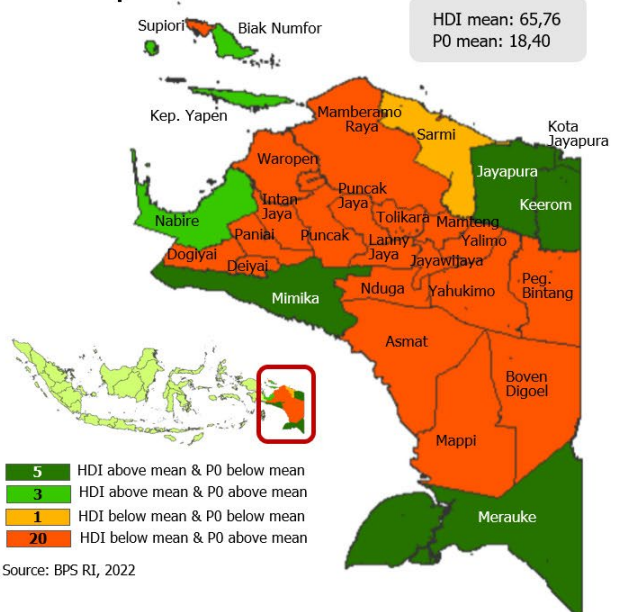 HDI mean: 65,76
P0 mean: 18,40
Supiori
Biak Numfor
Kep. Yapen
Mamberamo
Raya
Sarmi
Kota
Jayapura
Jayapura
Keerom
Waropen
Nabire
Intan
Jaya
Puncak
Jaya
Tolikara
Mamteng
Yalimo
Paniai
Puncak
Lanny
Jaya
Jayawijaya
Dogiyai
Deiyai
Mimika
Nduga
Yahukimo
Peg.
Bintang
Asmat
Boven
Digoel
Mappi
Merauke
5 HDI above mean & P0 below mean
3 HDI above mean & P0 above mean
1 HDI below mean & P0 below mean
20 HDI below mean & P0 above mean
Source: BPS RI, 2022